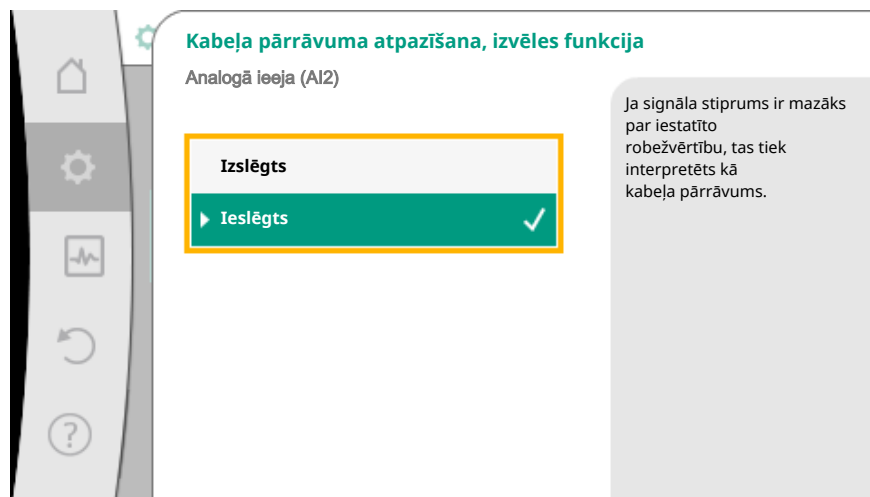 Kabeļa pārrāvuma atpazīšana, izvēles funkcija
Analogā ieeja (AI2)
Izslēgts
Ieslēgts
Ja signāla stiprums ir mazāks
par iestatīto
robežvērtību, tas tiek
interpretēts kā
kabeļa pārrāvums.